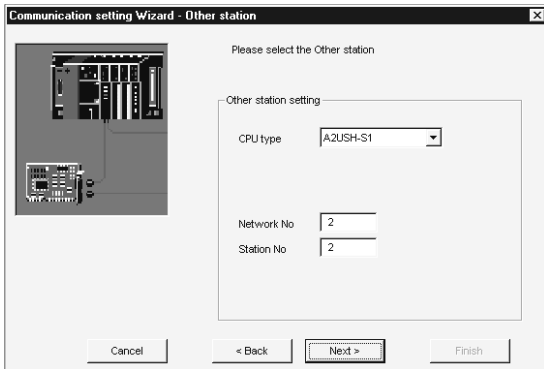 Communication setting Wizard - Other station
Please select the Other station
Other station setting
CPU type
A2USH-S1
Network No
2
Station No
2
Cancel
< Back
Next >
Finish